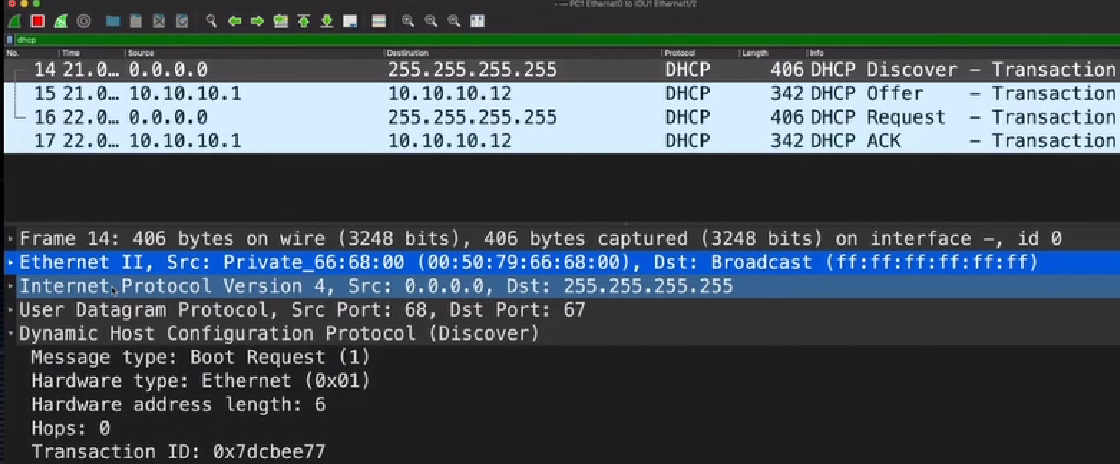 — PC1 Ethernet0 to IOU1 Ethernet1/2
dhcp
No. Time Source Destination Protocol Length Info
14 21.0… 0.0.0.0 255.255.255.255 DHCP 406 DHCP Discover – Transaction
15 21.0… 10.10.10.1 10.10.10.12 DHCP 342 DHCP Offer – Transaction
16 22.0… 0.0.0.0 255.255.255.255 DHCP 406 DHCP Request – Transaction
17 22.0… 10.10.10.1 10.10.10.12 DHCP 342 DHCP ACK – Transaction
Frame 14: 406 bytes on wire (3248 bits), 406 bytes captured (3248 bits) on interface –, id 0
Ethernet II, Src: Private_66:68:00 (00:50:79:66:68:00), Dst: Broadcast (ff:ff:ff:ff:ff:ff)
Internet Protocol Version 4, Src: 0.0.0.0, Dst: 255.255.255.255
User Datagram Protocol, Src Port: 68, Dst Port: 67
Dynamic Host Configuration Protocol (Discover)
Message type: Boot Request (1)
Hardware type: Ethernet (0x01)
Hardware address length: 6
Hops: 0
Transaction ID: 0x7dcbee77